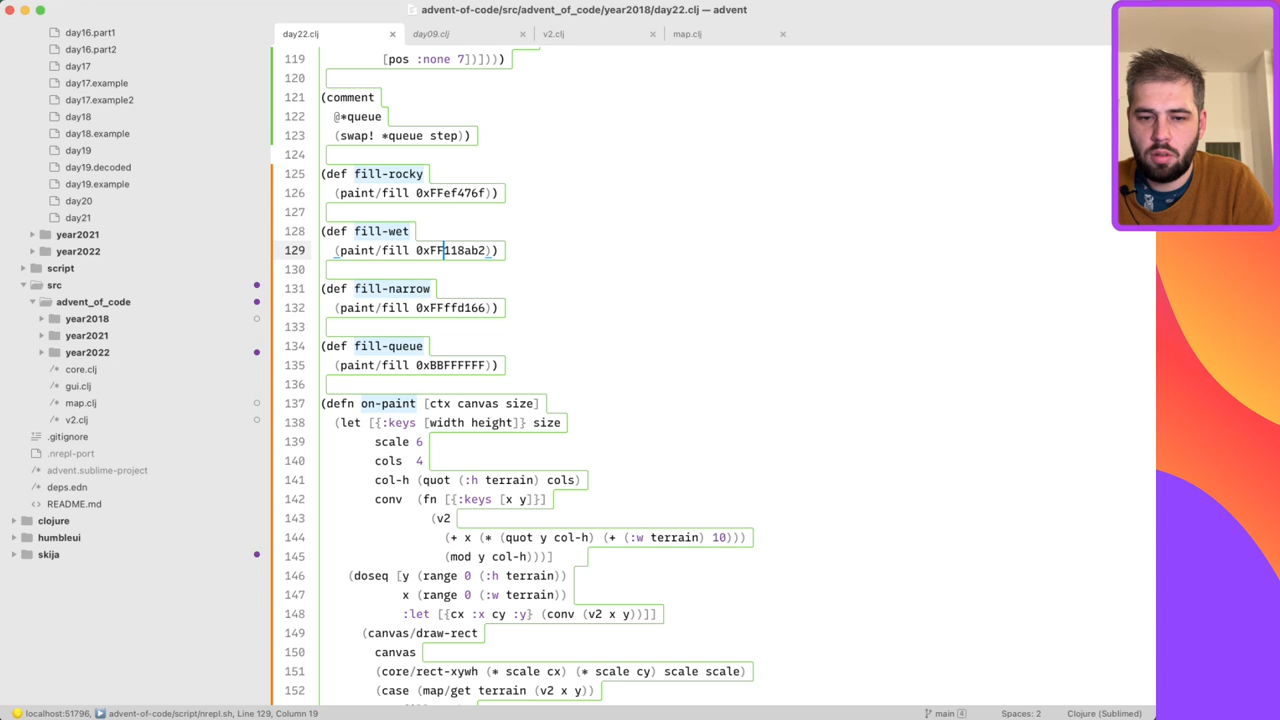 advent-of-code/src/advent_of_code/year2018/day22.clj — advent
day22.clj
day09.clj
v2.clj
map.clj
day16.part1
day16.part2
day17
day17.example
day17.example2
day18
day18.example
day19
day19.decoded
day19.example
day20
day21
year2021
year2022
script
src
advent_of_code
year2018
year2021
year2022
core.clj
gui.clj
map.clj
v2.clj
.gitignore
.nrepl-port
advent.sublime-project
deps.edn
README.md
clojure
humbleui
skija
119 [pos :none 7])])))
120
121 (comment
122 @*queue
123 (swap! *queue step))
124
125 (def fill-rocky
126 (paint/fill 0xFFef476f))
127
128 (def fill-wet
129 (paint/fill 0xFF118ab2))
130
131 (def fill-narrow
132 (paint/fill 0xFFffd166))
133
134 (def fill-queue
135 (paint/fill 0xBBFFFFFF))
136
137 (defn on-paint [ctx canvas size]
138 (let [{:keys [width height]} size
139 scale 6
140 cols 4
141 col-h (quot (:h terrain) cols)
142 conv (fn [{:keys [x y]}]
143 (v2
144 (+ x (* (quot y col-h) (+ (:w terrain) 10)))
145 (mod y col-h)))]
146 (doseq [y (range 0 (:h terrain))
147 x (range 0 (:w terrain))
148 :let [{cx :x cy :y} (conv (v2 x y))]]
149 (canvas/draw-rect
150 canvas
151 (core/rect-xywh (* scale cx) (* scale cy) scale scale)
152 (case (map/get terrain (v2 x y))
localhost:51796, advent-of-code/script/nrepl.sh, Line 129, Column 19
main 4
Spaces: 2
Clojure (Sublimed)